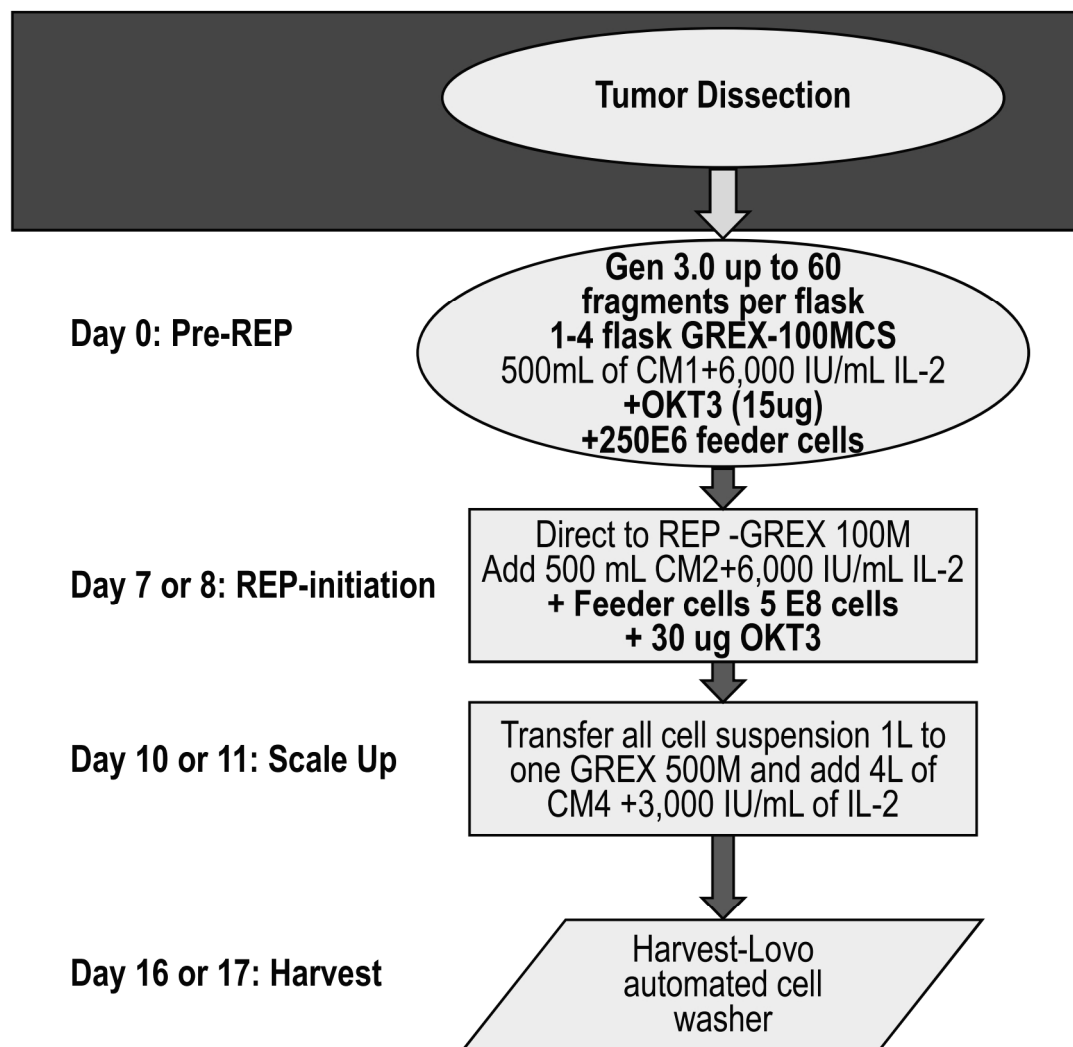 Tumor Dissection
Day 0: Pre-REP
Gen 3.0 up to 60
fragments per flask
1-4 flask GREX-100MCS
500mL of CM1+6,000 IU/mL IL-2
+OKT3 (15ug)
+250E6 feeder cells
Day 7 or 8: REP-initiation
Direct to REP -GREX 100M
Add 500 mL CM2+6,000 IU/mL IL-2
+ Feeder cells 5 E8 cells
+ 30 ug OKT3
Day 10 or 11: Scale Up
Transfer all cell suspension 1L to
one GREX 500M and add 4L of
CM4 +3,000 IU/mL of IL-2
Day 16 or 17: Harvest
Harvest-Lovo
automated cell
washer